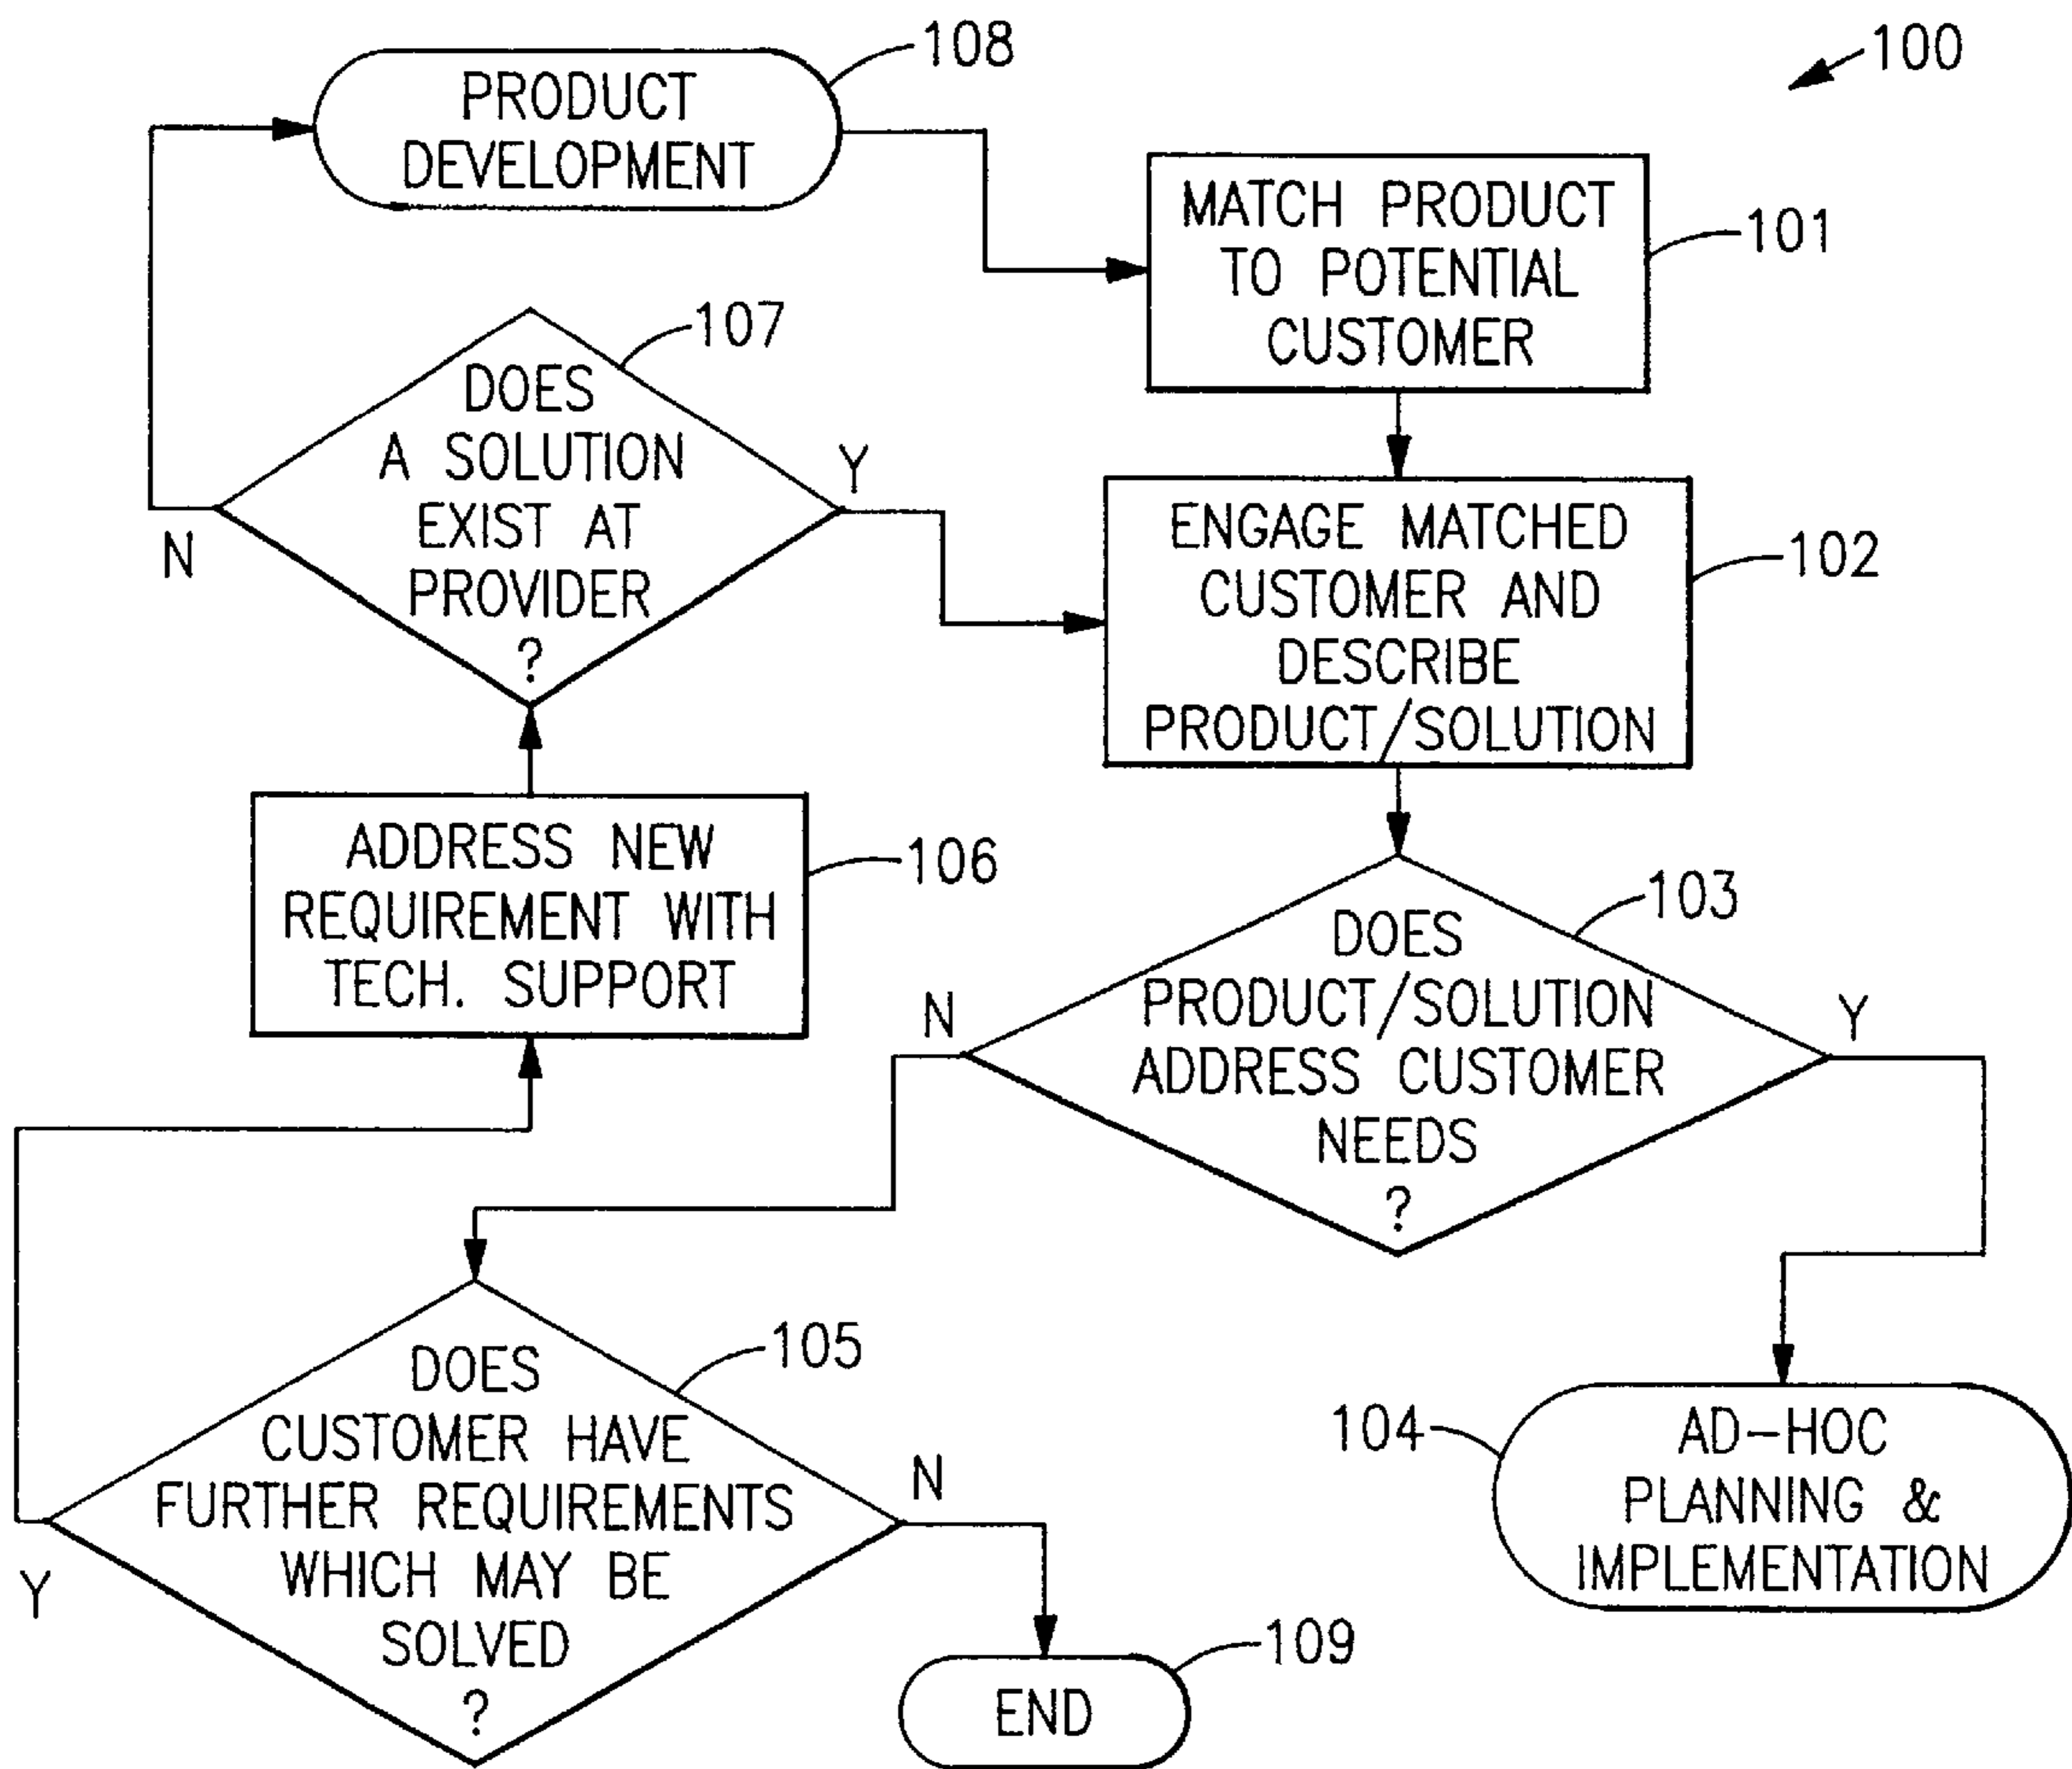 108
PRODUCT
DEVELOPMENT
100
MATCH PRODUCT
TO POTENTIAL
CUSTOMER
101
107
DOES
A SOLUTION
EXIST AT
PROVIDER
?
N
Y
ENGAGE MATCHED
CUSTOMER AND
DESCRIBE
PRODUCT/SOLUTION
102
ADDRESS NEW
REQUIREMENT WITH
TECH. SUPPORT
106
103
DOES
PRODUCT/SOLUTION
ADDRESS CUSTOMER
NEEDS
?
N
Y
105
DOES
CUSTOMER HAVE
FURTHER REQUIREMENTS
WHICH MAY BE
SOLVED
?
Y
N
104
AD-HOC
PLANNING &
IMPLEMENTATION
109
END